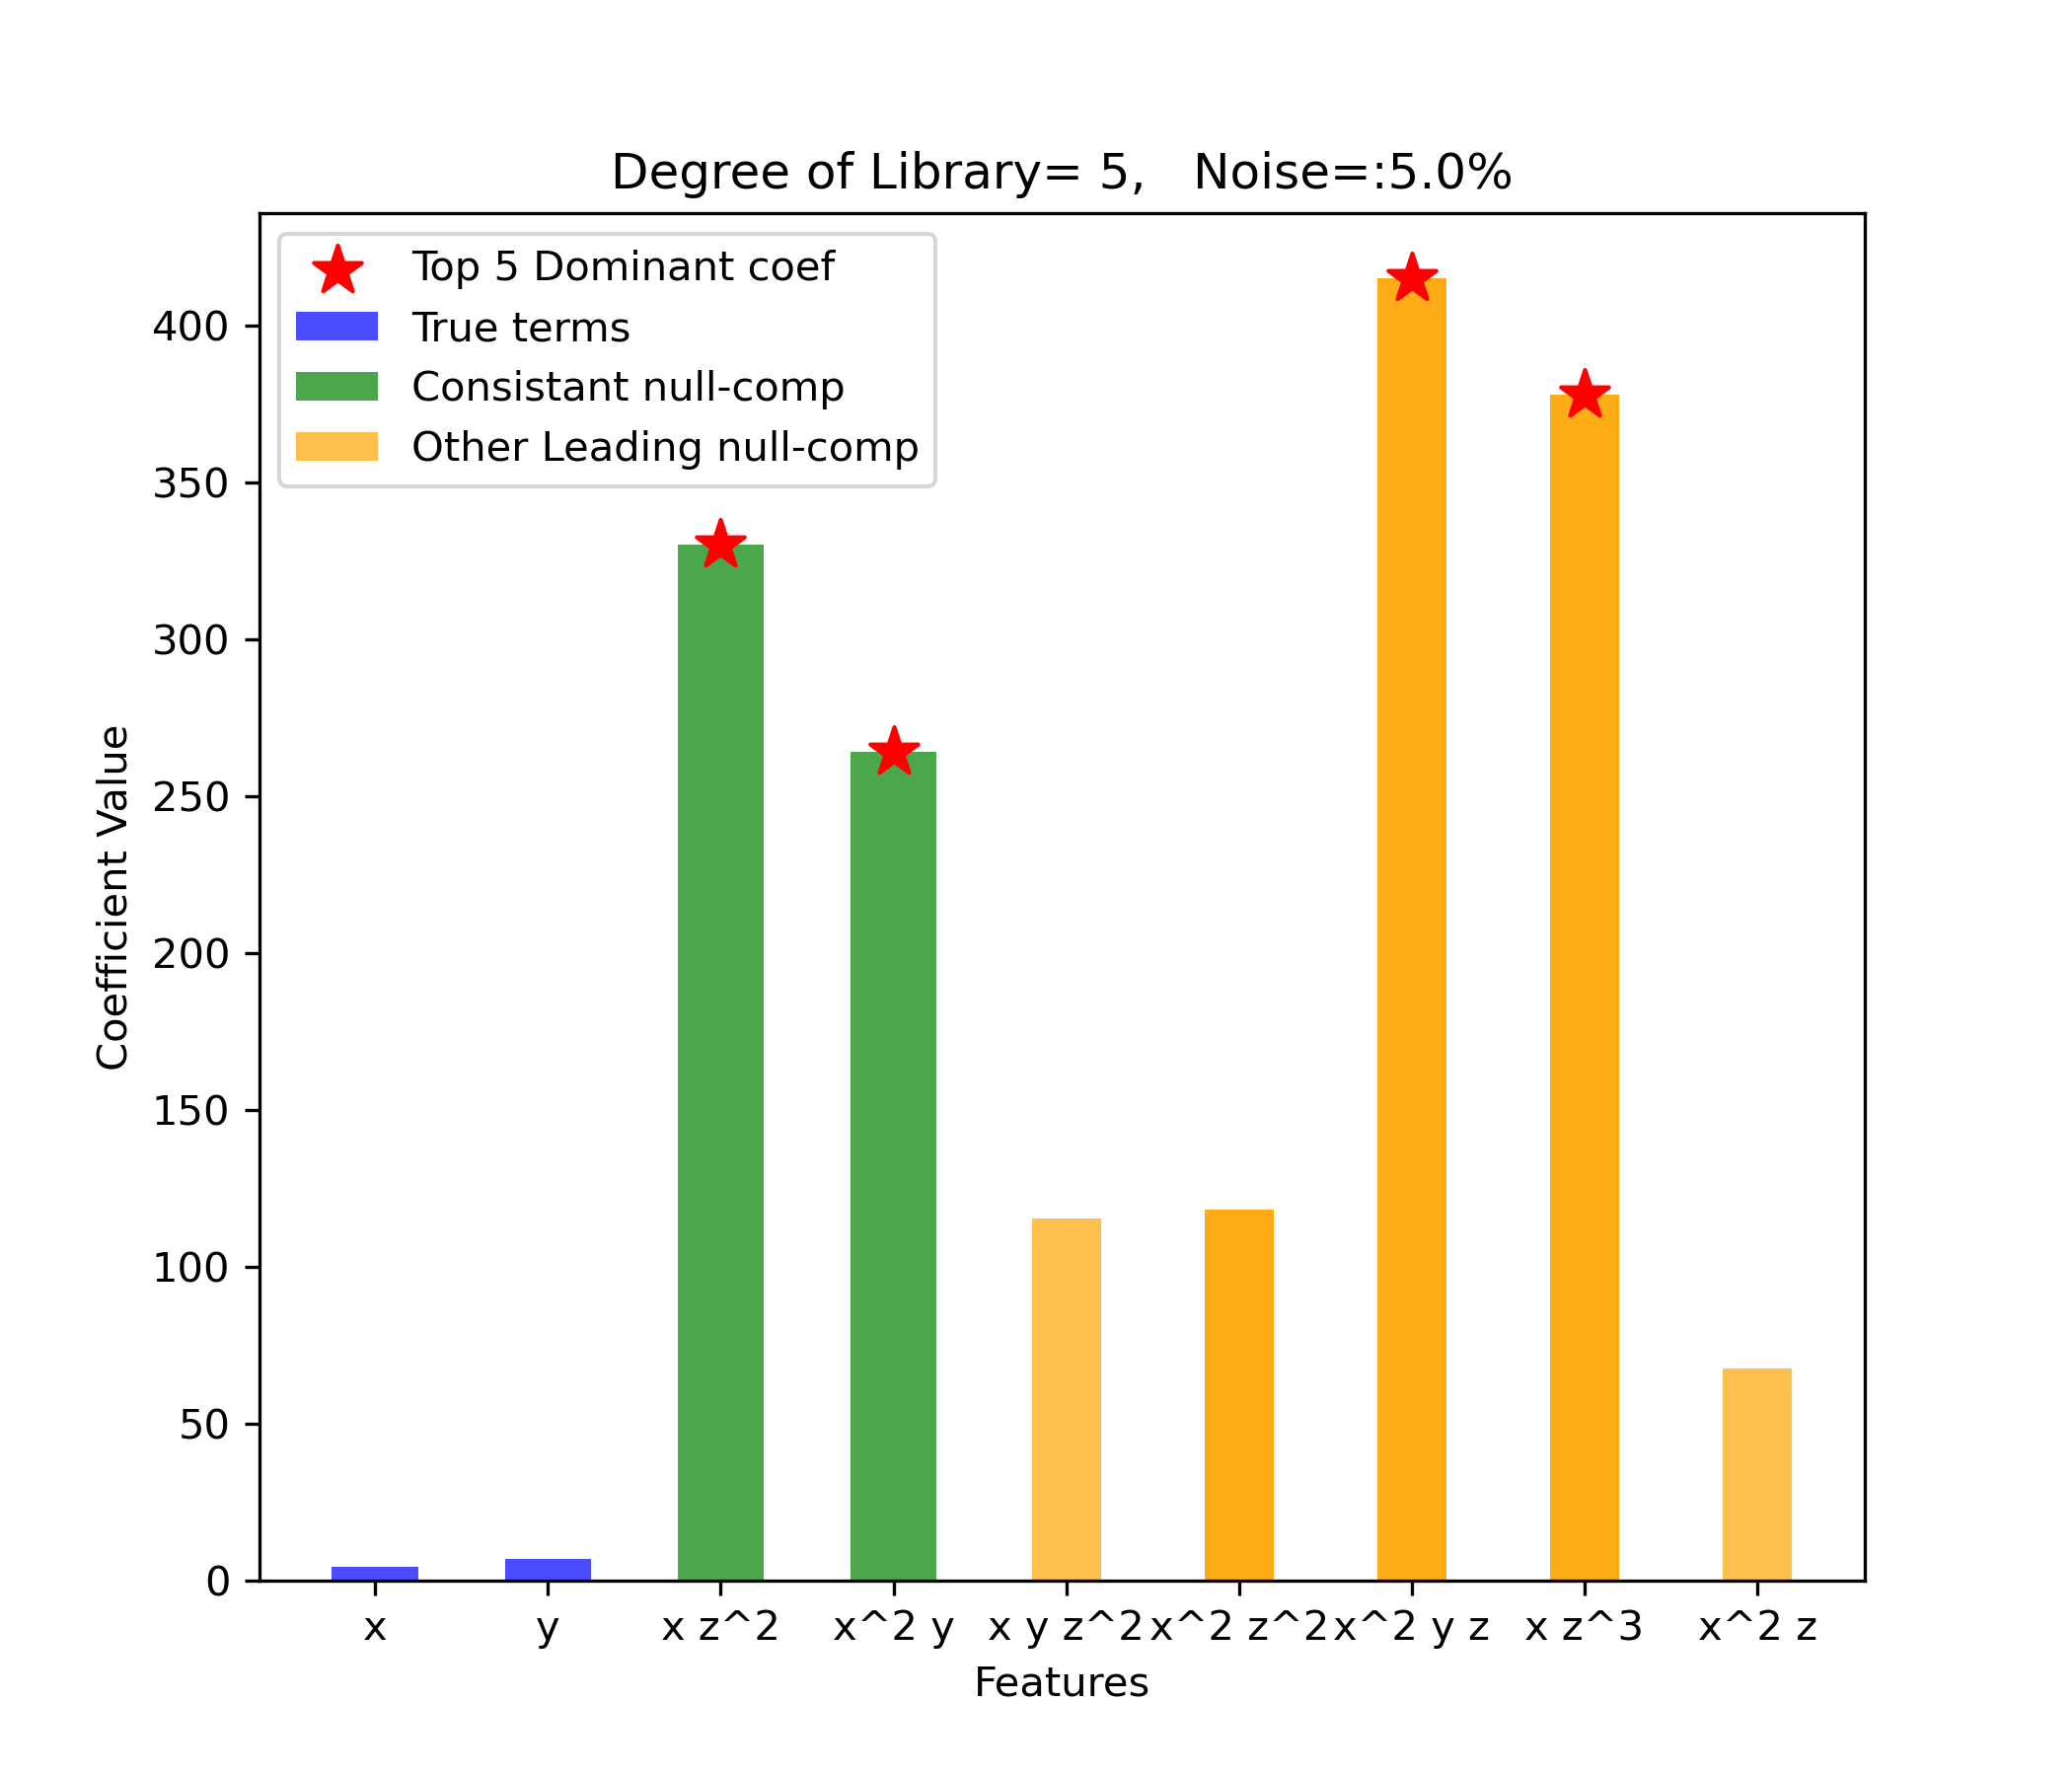 Degree of Library= 5,   Noise=:5.0%
Top 5 Dominant coef
True terms
Consistant null-comp
Other Leading null-comp
400
350
300
250
200
150
100
50
0
Coefficient Value
x y x z^2 x^2 y x y z^2 x^2 z^2 x^2 y z x z^3 x^2 z
Features